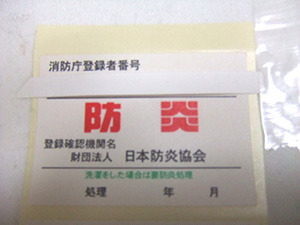 消防庁登録者番号
防炎
登録確認機関名
財団法人 日本防炎協会
洗濯をした場合は要防炎処理
処理 年 月